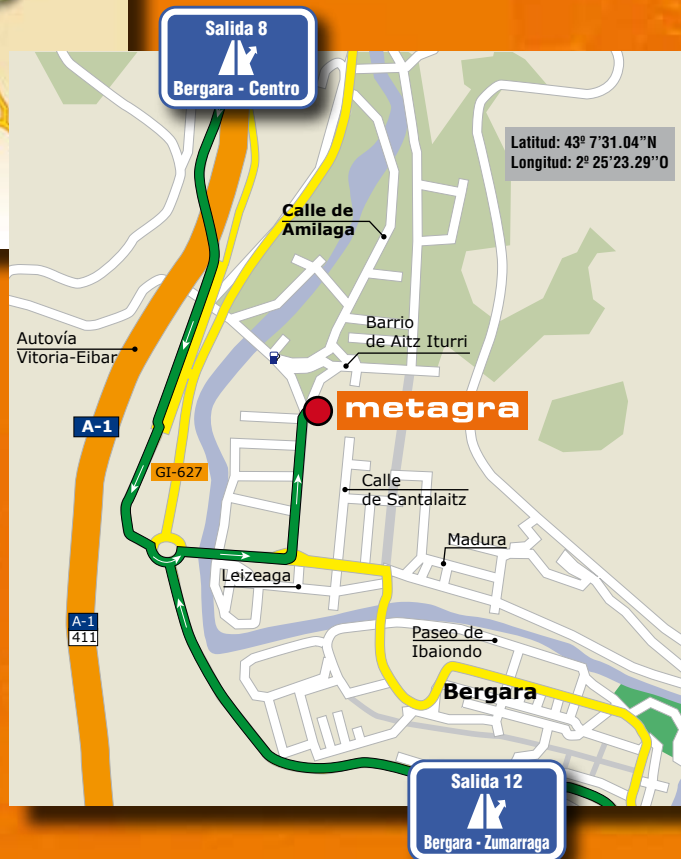 Salida 8
Bergara - Centro
Latitud: 43º 7'31.04”N
Longitud: 2º 25'23.29''O
Calle de
Amilaga
Barrio
de Aitz Iturri
Autovía
Vitoria-Eibar
metagra
A-1
GI-627
Calle
de Santalaitz
Madura
Leizeaga
A-1
411
Paseo de
Ibaiondo
Bergara
Salida 12
Bergara - Zumarraga